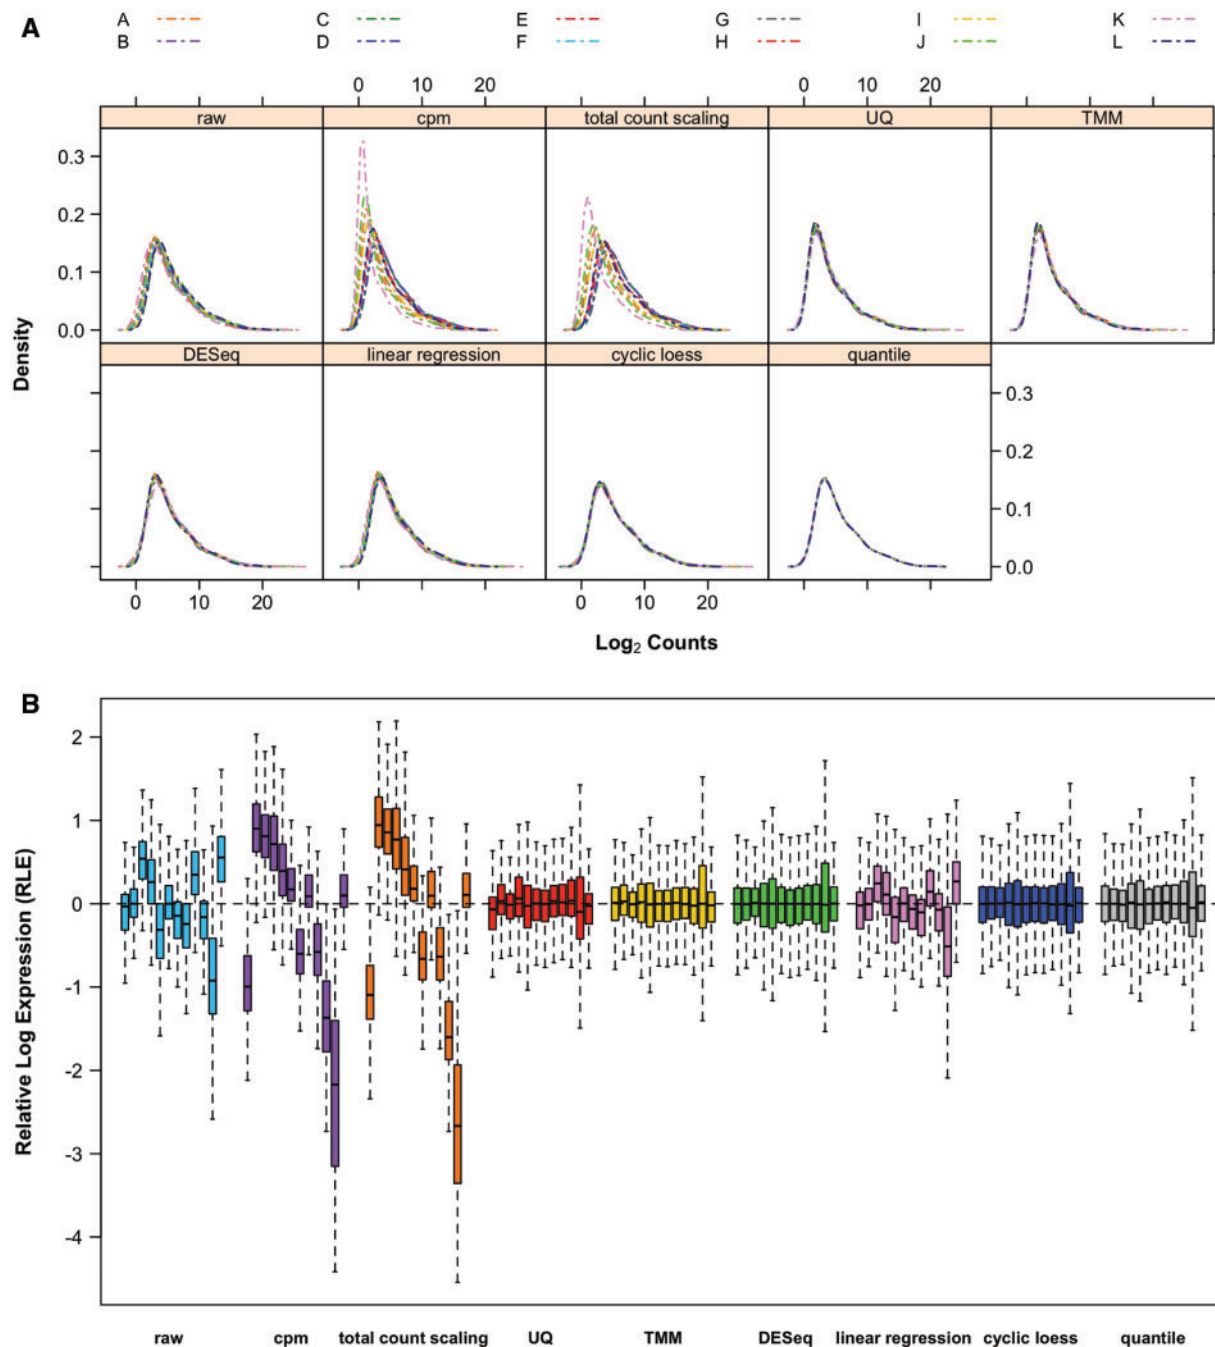 A
A C E G I K
B D F H J L
0 10 20 0 10 20
raw cpm total count scaling UQ TMM
0.3
0.2
0.1
0.0
Density
DESeq linear regression cyclic loess quantile
0.3
0.2
0.1
0.0
0 10 20 0 10 20
Log2 Counts
B
2
1
0
-1
-2
-3
-4
Relative Log Expression (RLE)
raw cpm total count scaling UQ TMM DESeq linear regression cyclic loess quantile